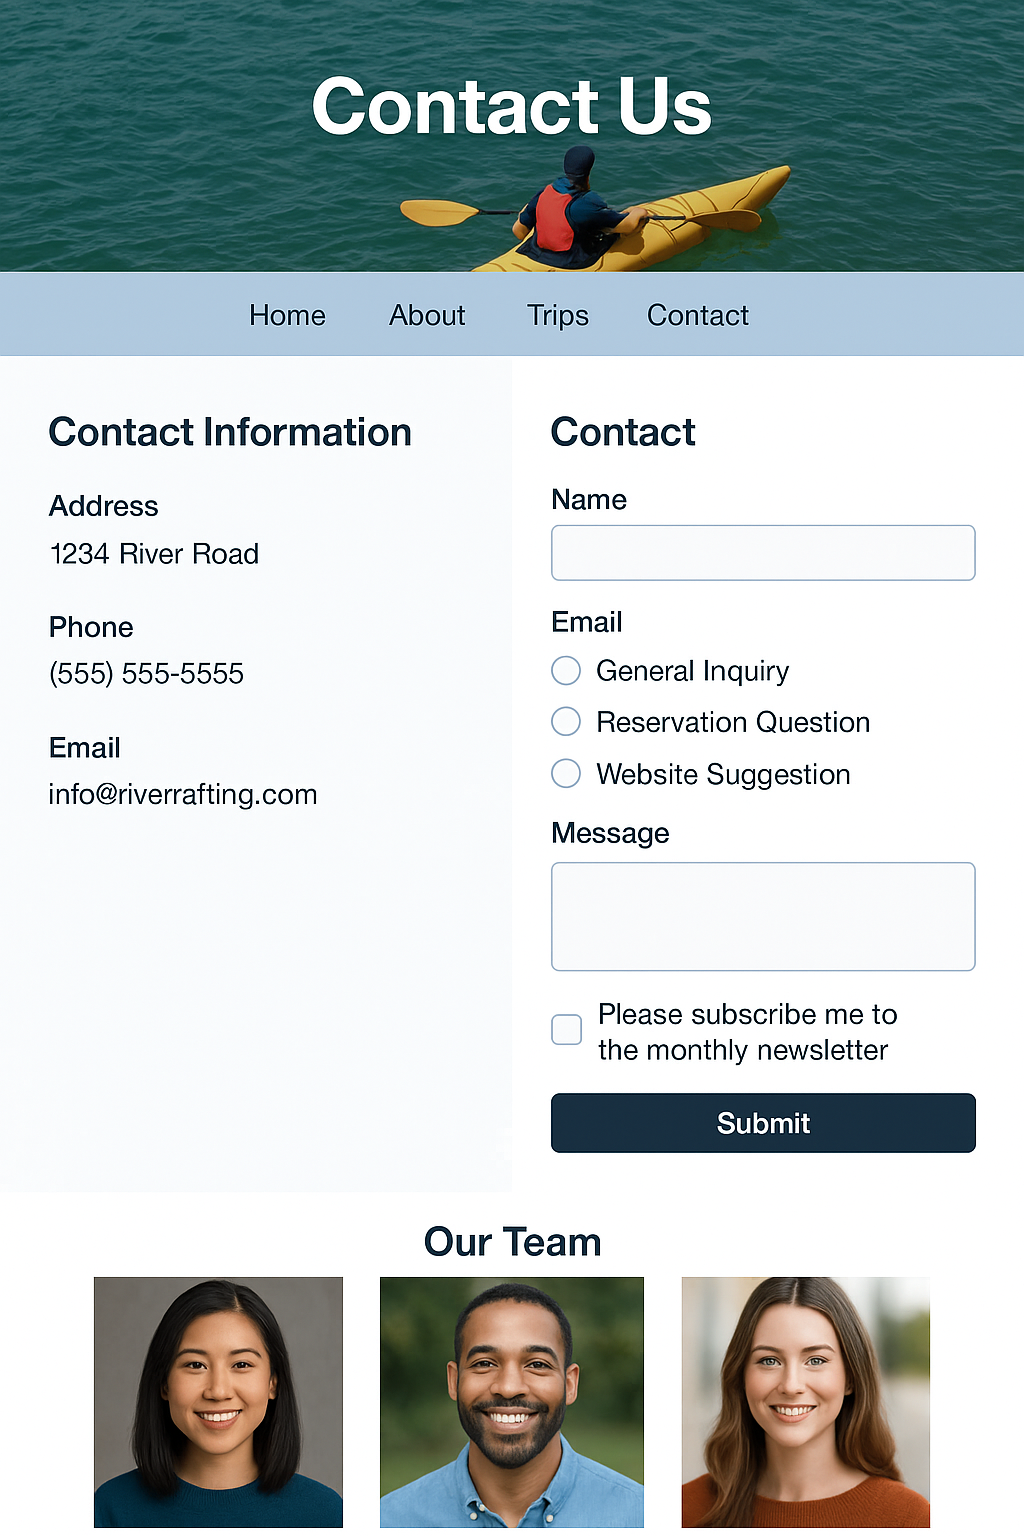 Contact Us
Home About Trips Contact
Contact Information
Address
1234 River Road
Phone
(555) 555-5555
Email
info@riverrafting.com
Contact
Name
Email
General Inquiry
Reservation Question
Website Suggestion
Message
Please subscribe me to
the monthly newsletter
Submit
Our Team